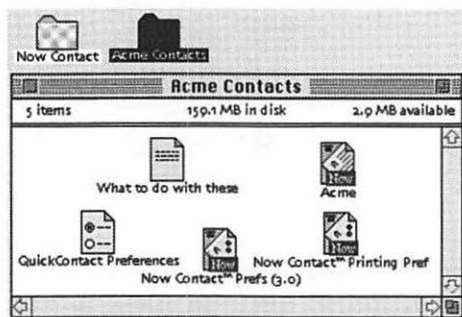 Now Contact
Acme Contacts
Acme Contacts
5 items 159.1 MB in disk 2.9 MB available
What to do with these
Now
Acme
QuickContact Preferences
Now
Now Contact™ Prefs (3.0)
Now
Now Contact™ Printing Pref